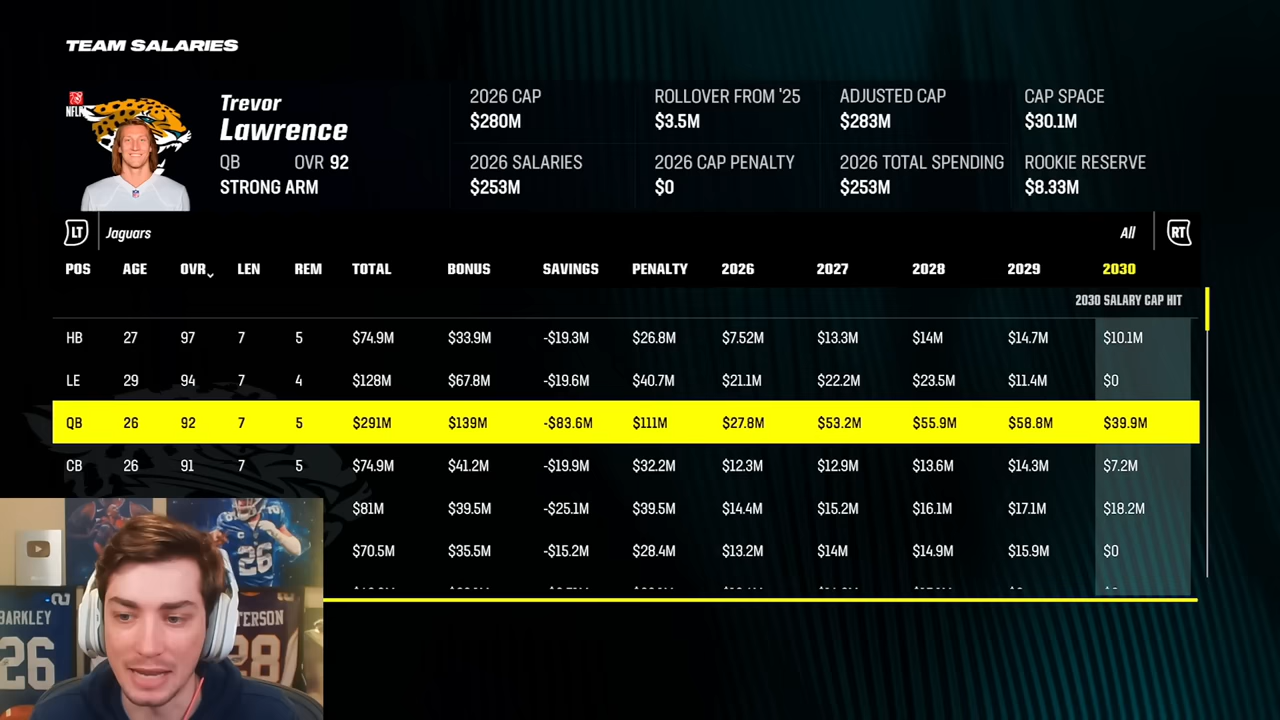 TEAM SALARIES
Trevor
Lawrence
QB OVR 92
STRONG ARM
2026 CAP
$280M
ROLLOVER FROM '25
$3.5M
ADJUSTED CAP
$283M
CAP SPACE
$30.1M
2026 SALARIES
$253M
2026 CAP PENALTY
$0
2026 TOTAL SPENDING
$253M
ROOKIE RESERVE
$8.33M
LT Jaguars All RT
POS AGE OVR LEN REM TOTAL BONUS SAVINGS PENALTY 2026 2027 2028 2029 2030
2030 SALARY CAP HIT
HB 27 97 7 5 $74.9M $33.9M -$19.3M $26.8M $7.52M $13.3M $14M $14.7M $10.1M
LE 29 94 7 4 $128M $67.8M -$19.6M $40.7M $21.1M $22.2M $23.5M $11.4M $0
QB 26 92 7 5 $291M $139M -$83.6M $111M $27.8M $53.2M $55.9M $58.8M $39.9M
CB 26 91 7 5 $74.9M $41.2M -$19.9M $32.2M $12.3M $12.9M $13.6M $14.3M $7.2M
$81M $39.5M -$25.1M $39.5M $14.4M $15.2M $16.1M $17.1M $18.2M
$70.5M $35.5M -$15.2M $28.4M $13.2M $14M $14.9M $15.9M $0
26
BARKLEY
26
TERSON
28